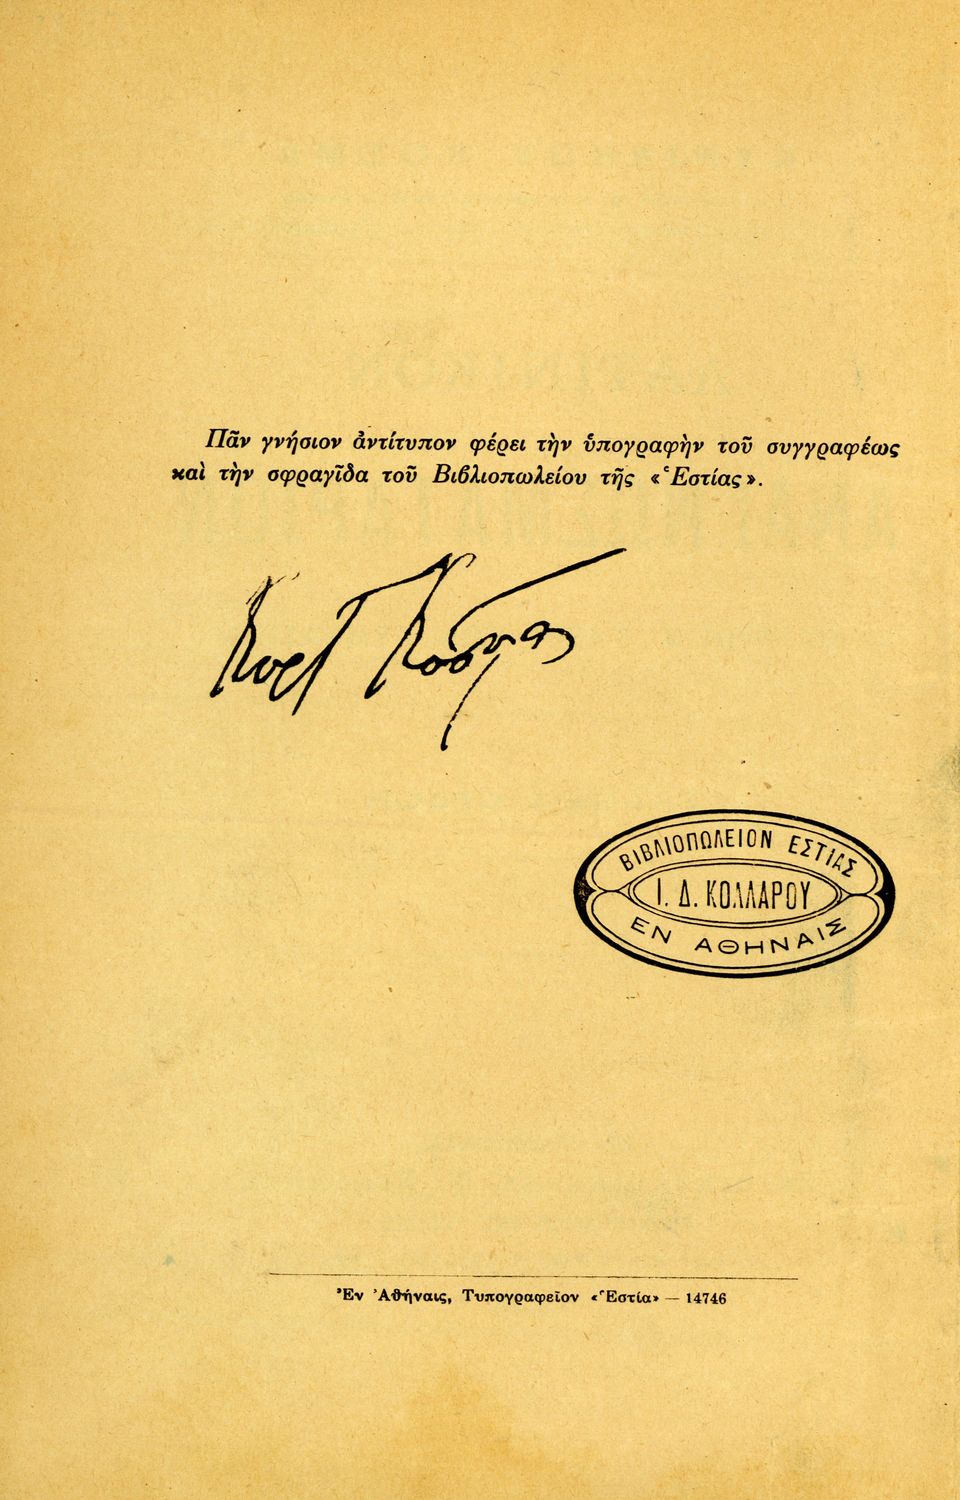 Πᾶν γνήσιον ἀντίτυπον φέρει τὴν ὑπογραφὴν τοῦ συγγραφέως
καὶ τὴν σφραγῖδα τοῦ Βιβλιοπωλείου τῆς «Ἑστίας».
ΒΙΒΛΙΟΠΩΛΕΙΟΝ ΕΣΤΙΑΣ
Ι. Δ. ΚΟΛΛΑΡΟΥ
ΕΝ ΑΘΗΝΑΙΣ
Ἐν Ἀθήναις, Τυπογραφεῖον «Ἑστία» — 14746